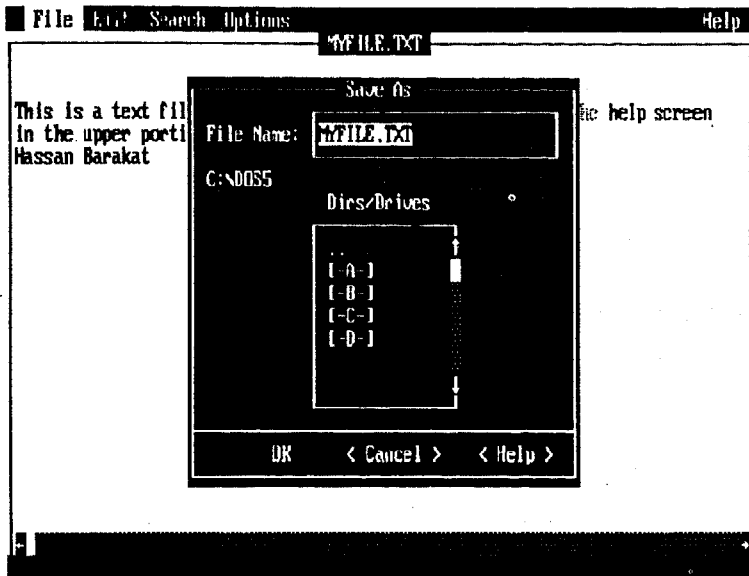 File Edit Search Options Help
MYFILE.TXT
This is a text fil
ic help screen
in the upper porti
Hassan Barakat
Save As
File Name: MYFILE.TXT
C:\DOS5
Dirs/Drives
..
[-A-]
[-B-]
[-C-]
[-D-]
OK < Cancel > < Help >